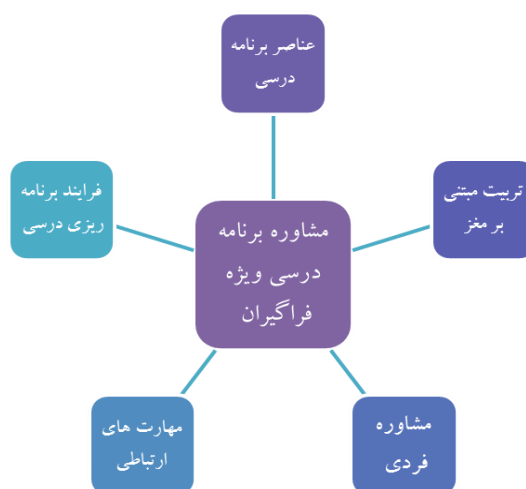 عناصر برنامه
درسی
تربیت مبتنی
بر مغز
فرایند برنامه
ریزی درسی
مشاوره برنامه
درسی ویژه
فراگیران
مهارت های
ارتباطی
مشاوره
فردی